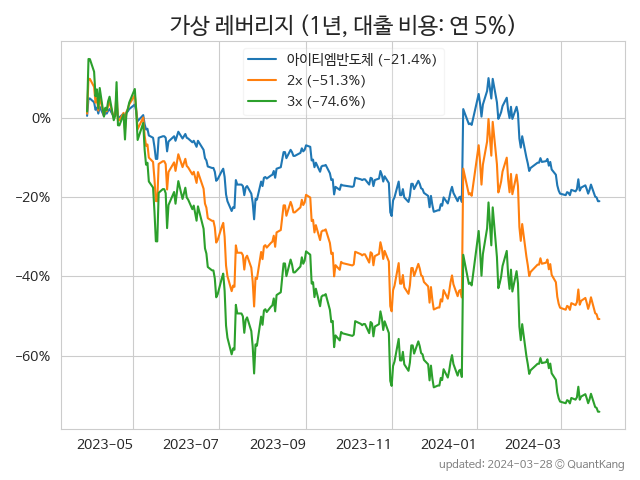 가상 레버리지 (1년, 대출 비용: 연 5%)
아이티엠반도체 (−21.4%)
2x (−51.3%)
3x (−74.6%)
0%
−20%
−40%
−60%
2023-05 2023-07 2023-09 2023-11 2024-01 2024-03
updated: 2024-03-28 © QuantKang